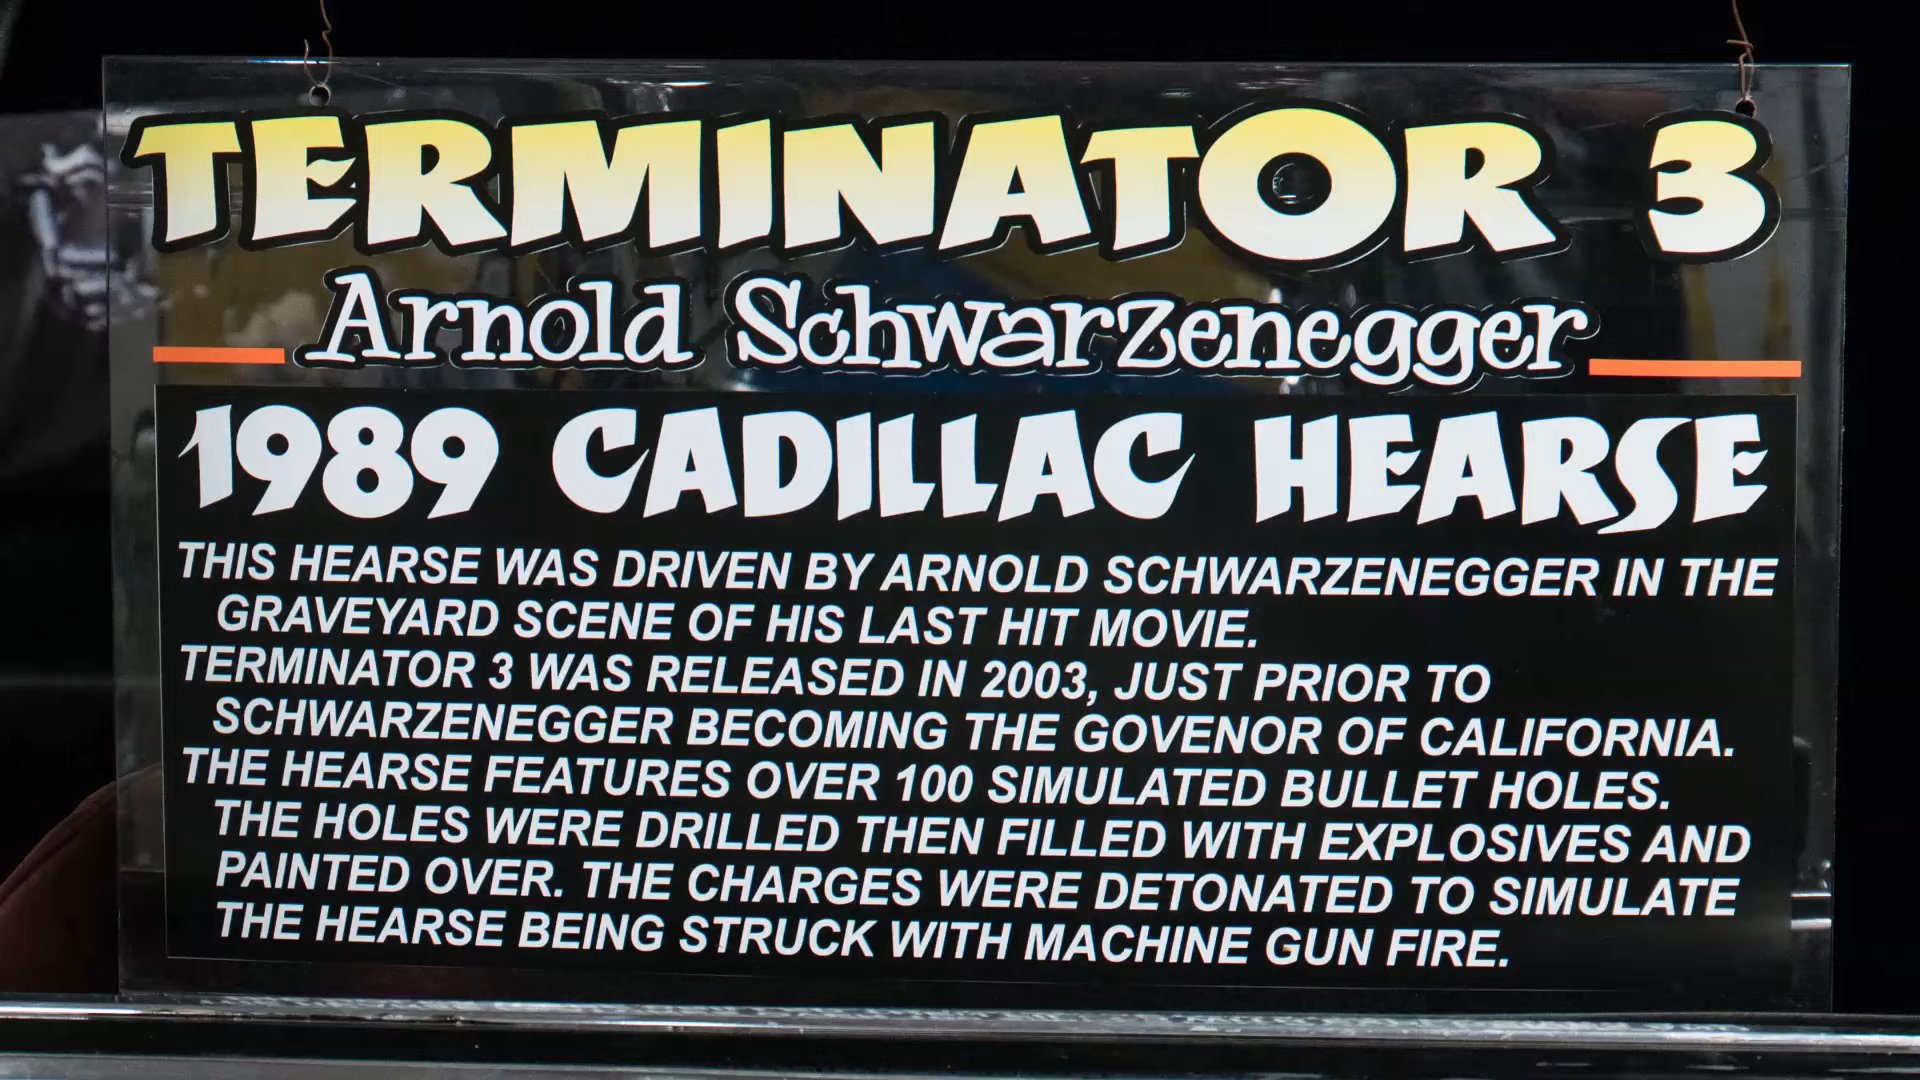 TERMINATOR 3
Arnold Schwarzenegger
1989 CADILLAC HEARSE
THIS HEARSE WAS DRIVEN BY ARNOLD SCHWARZENEGGER IN THE
GRAVEYARD SCENE OF HIS LAST HIT MOVIE.
TERMINATOR 3 WAS RELEASED IN 2003, JUST PRIOR TO
SCHWARZENEGGER BECOMING THE GOVENOR OF CALIFORNIA.
THE HEARSE FEATURES OVER 100 SIMULATED BULLET HOLES.
THE HOLES WERE DRILLED THEN FILLED WITH EXPLOSIVES AND
PAINTED OVER. THE CHARGES WERE DETONATED TO SIMULATE
THE HEARSE BEING STRUCK WITH MACHINE GUN FIRE.